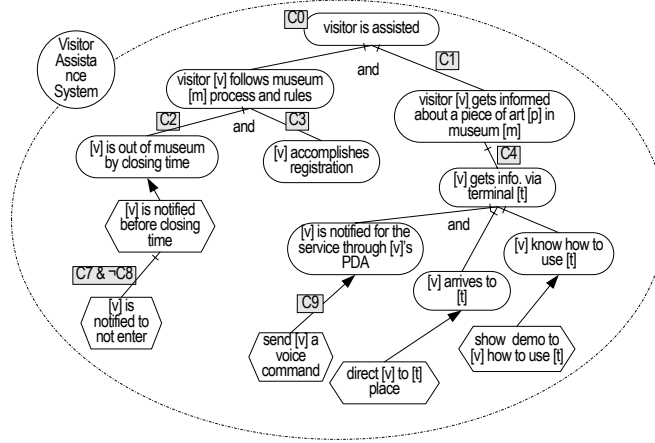 C0
visitor is assisted
Visitor
Assista
nce
System
and
C1
visitor [v] follows museum
[m] process and rules
visitor [v] gets informed
about a piece of art [p] in
museum [m]
C2
and
C3
[v] is out of museum
by closing time
[v] accomplishes
registration
C4
[v] gets info. via
terminal [t]
[v] is notified
before closing
time
[v] is notified for the
service through [v]'s
PDA
and
[v] know how to
use [t]
C7 & ¬C8
[v] arrives to
[t]
C9
[v] is
notified to
not enter
send [v] a
voice
command
direct [v] to [t]
place
show demo to
[v] how to use [t]